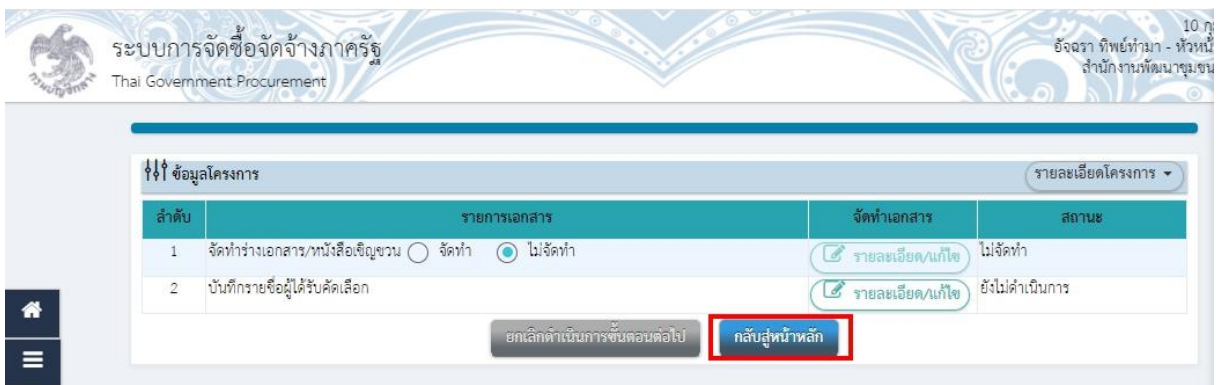 ระบบการจัดซื้อจัดจ้างภาครัฐ
Thai Government Procurement
10
อัจฉรา ทิพย์ทำมา - หัวหน้
สำนักงานพัฒนาชุมชน
กรมบัญชีกลาง
ข้อมูลโครงการ
รายละเอียดโครงการ
ลำดับ รายการเอกสาร จัดทำเอกสาร สถานะ
1 จัดทำร่างเอกสาร/หนังสือเชิญชวน จัดทำ ไม่จัดทำ รายละเอียด/แก้ไข ไม่จัดทำ
2 บันทึกรายชื่อผู้ได้รับคัดเลือก รายละเอียด/แก้ไข ยังไม่ดำเนินการ
ยกเลิกดำเนินการขั้นตอนต่อไป กลับสู่หน้าหลัก